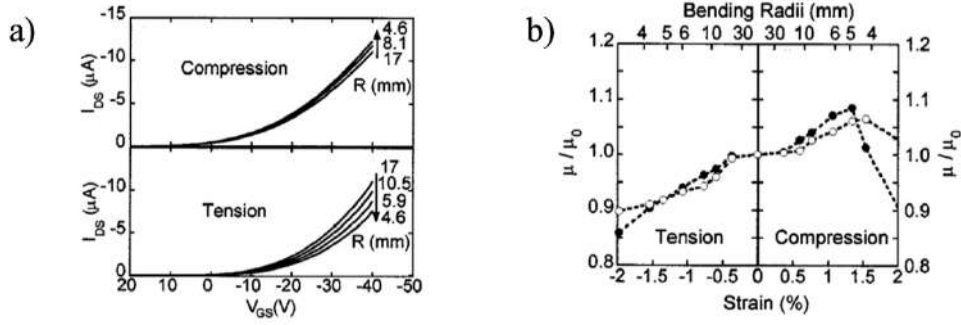 a)
-15
-10
-5
0
I_DS (µA)
Compression
4.6
8.1
17
R (mm)
-10
-5
0
I_DS (µA)
Tension
17
10.5
5.9
4.6
R (mm)
20 10 0 -10 -20 -30 -40 -50
V_GS(V)
b)
Bending Radii (mm)
4 5 6 10 30 30 10 6 5 4
1.2
1.1
1.0
0.9
0.8
µ / µ₀
Tension
Compression
1.2
1.1
1.0
0.9
0.8
µ / µ₀
-2 -1.5 -1 -0.5 0 0.5 1 1.5 2
Strain (%)